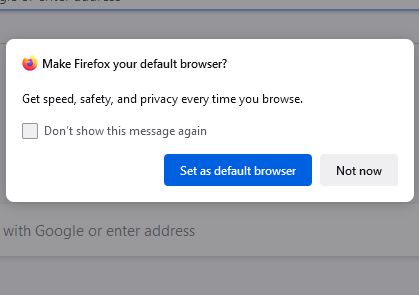 gle or enter address
Make Firefox your default browser?
Get speed, safety, and privacy every time you browse.
Don't show this message again
Set as default browser
Not now
with Google or enter address